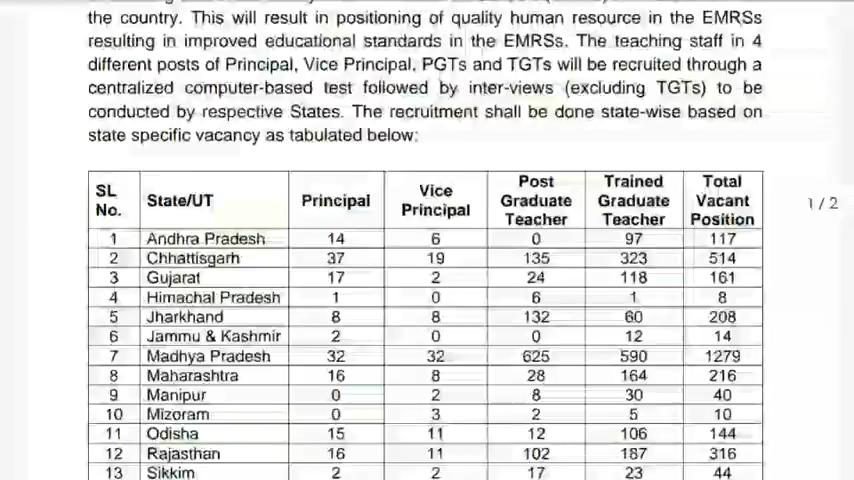 the country. This will result in positioning of quality human resource in the EMRSs
resulting in improved educational standards in the EMRSs. The teaching staff in 4
different posts of Principal, Vice Principal, PGTs and TGTs will be recruited through a
centralized computer-based test followed by inter-views (excluding TGTs) to be
conducted by respective States. The recruitment shall be done state-wise based on
state specific vacancy as tabulated below:
SL No. State/UT Principal Vice Principal Post Graduate Teacher Trained Graduate Teacher Total Vacant Position
1 Andhra Pradesh 14 6 0 97 117
2 Chhattisgarh 37 19 135 323 514
3 Gujarat 17 2 24 118 161
4 Himachal Pradesh 1 0 6 1 8
5 Jharkhand 8 8 132 60 208
6 Jammu & Kashmir 2 0 0 12 14
7 Madhya Pradesh 32 32 625 590 1279
8 Maharashtra 16 8 28 164 216
9 Manipur 0 2 8 30 40
10 Mizoram 0 3 2 5 10
11 Odisha 15 11 12 106 144
12 Rajasthan 16 11 102 187 316
13 Sikkim 2 2 17 23 44
1 / 2